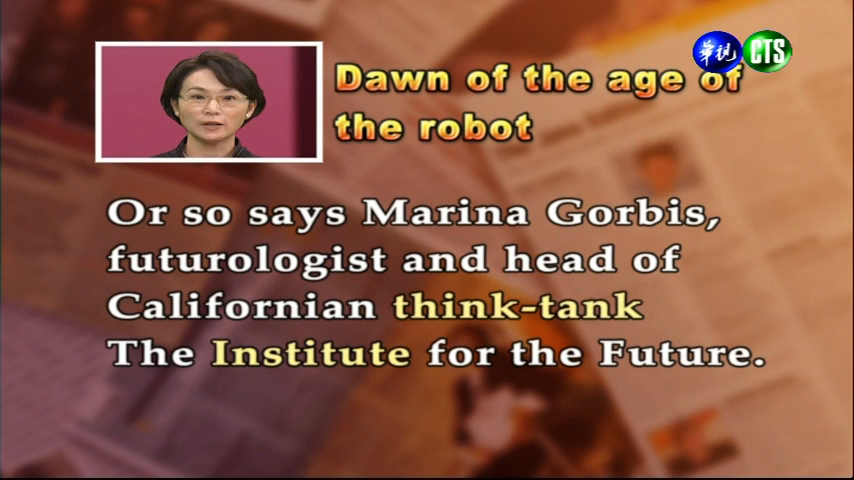 華視 CTS
Dawn of the age of
the robot
Or so says Marina Gorbis,
futurologist and head of
Californian think-tank
The Institute for the Future.